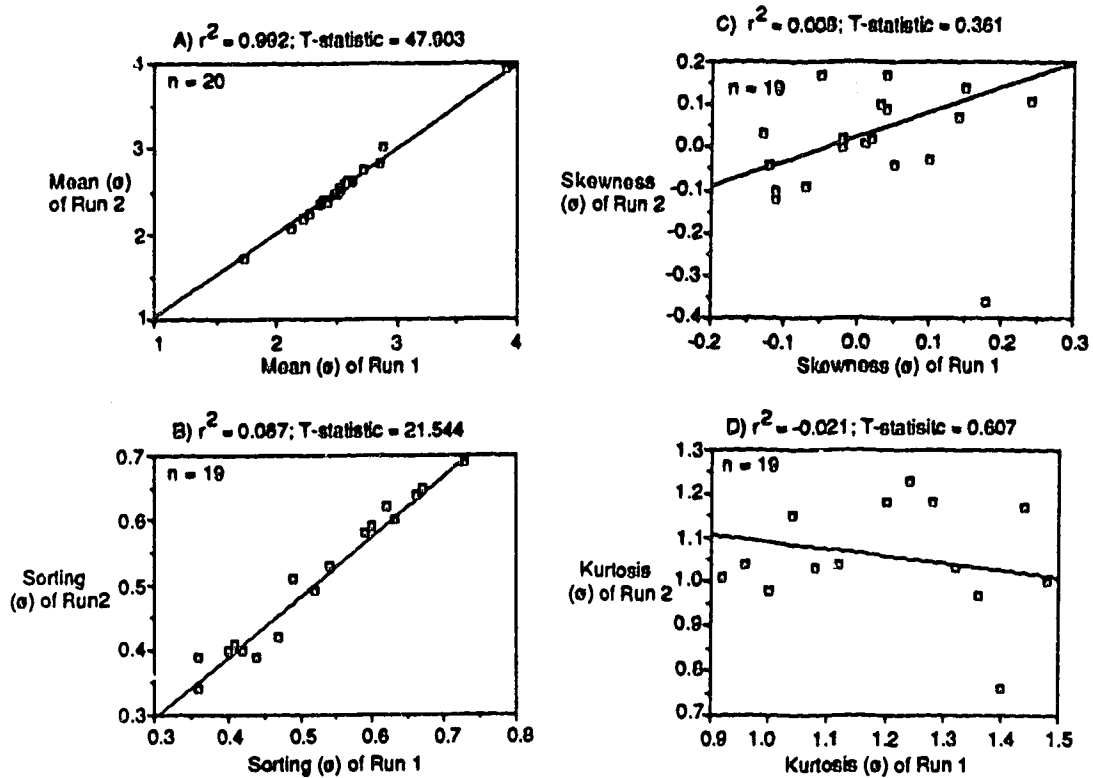 A) r² = 0.992; T-statistic = 47.903
n = 20
4
3
2
1
Mean (ø)
of Run 2
1 2 3 4
Mean (ø) of Run 1
C) r² = 0.008; T-statistic = 0.361
n = 19
0.2
0.1
0.0
-0.1
-0.2
-0.3
-0.4
Skewness
(ø) of Run 2
-0.2 -0.1 0.0 0.1 0.2 0.3
Skewness (ø) of Run 1
B) r² = 0.087; T-statistic = 21.544
n = 19
0.7
0.6
0.5
0.4
0.3
Sorting
(ø) of Run2
0.3 0.4 0.5 0.6 0.7 0.8
Sorting (ø) of Run 1
D) r² = -0.021; T-statisitc = 0.607
n = 19
1.3
1.2
1.1
1.0
0.9
0.8
0.7
Kurtosis
(ø) of Run 2
0.9 1.0 1.1 1.2 1.3 1.4 1.5
Kurtosis (ø) of Run 1